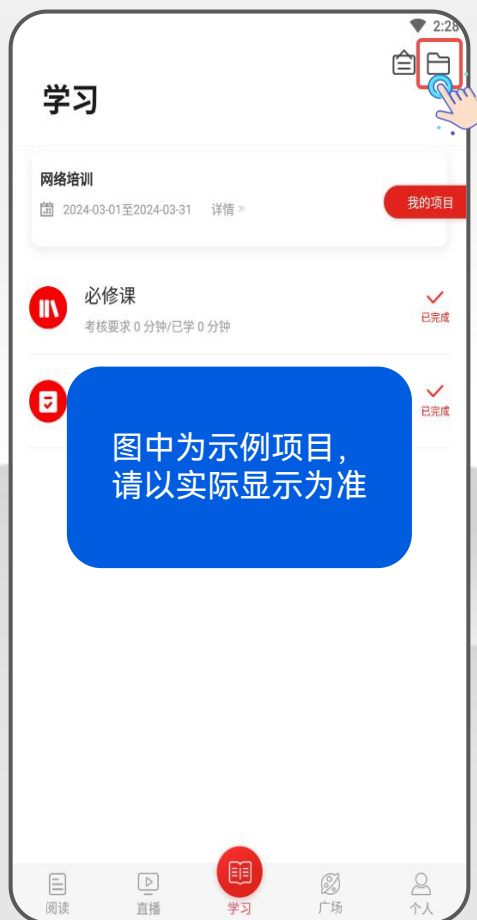 2:28
学习
网络培训
2024-03-01至2024-03-31 详情 »
我的项目
必修课
考核要求 0 分钟/已学 0 分钟
已完成
已完成
图中为示例项目，
请以实际显示为准
阅读
直播
学习
广场
个人